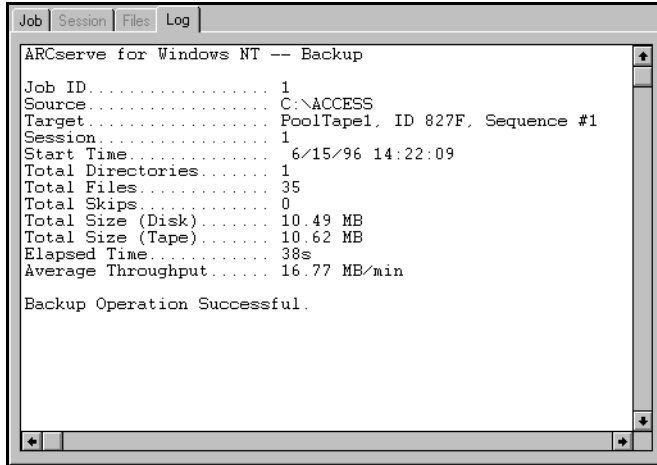 Job Session Files Log
ARCserve for Windows NT -- Backup
Job ID.................. 1
Source.................. C:\ACCESS
Target.................. PoolTape1, ID 827F, Sequence #1
Session................. 1
Start Time.............. 6/15/96 14:22:09
Total Directories....... 1
Total Files............. 35
Total Skips............. 0
Total Size (Disk)....... 10.49 MB
Total Size (Tape)....... 10.62 MB
Elapsed Time............ 38s
Average Throughput...... 16.77 MB/min
Backup Operation Successful.